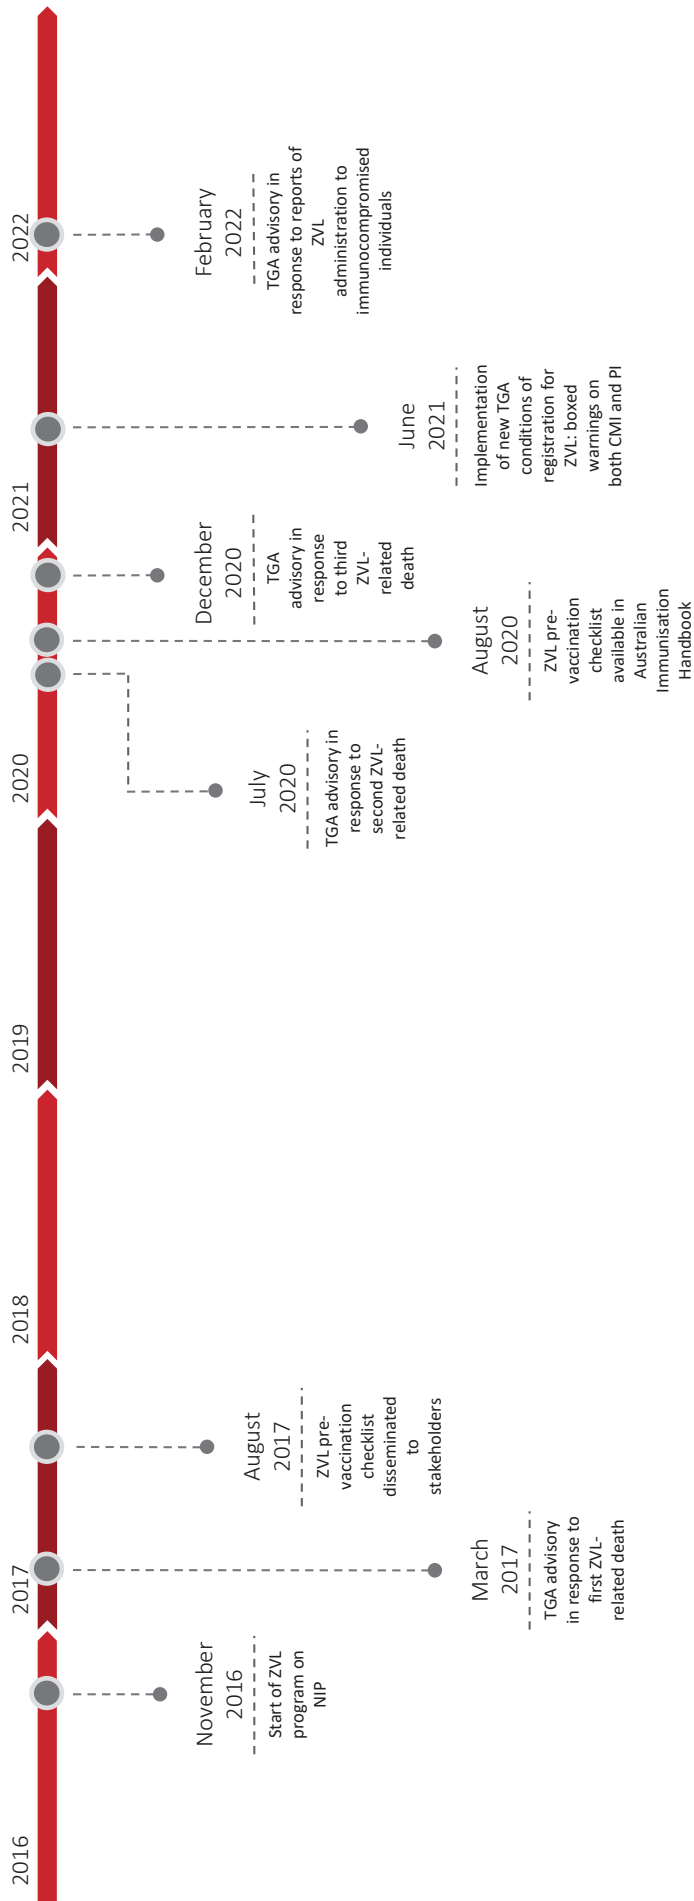 2016
2017
2018
2019
2020
2021
2022
November
2016
Start of ZVL
program on
NIP
March
2017
TGA advisory
in response to
first ZVL-
related death
August
2017
ZVL pre-
vaccination
checklist
disseminated
to
stakeholders
July
2020
TGA advisory in
response to
second ZVL-
related death
August
2020
ZVL pre-
vaccination
checklist
available in
Australian
Immunisation
Handbook
December
2020
TGA
advisory in
response
to third
ZVL-
related
death
June
2021
Implementation
of new TGA
conditions of
registration for
ZVL: boxed
warnings on
both CMI and PI
February
2022
TGA advisory in
response to reports of
ZVL
administration to
immunocompromised
individuals